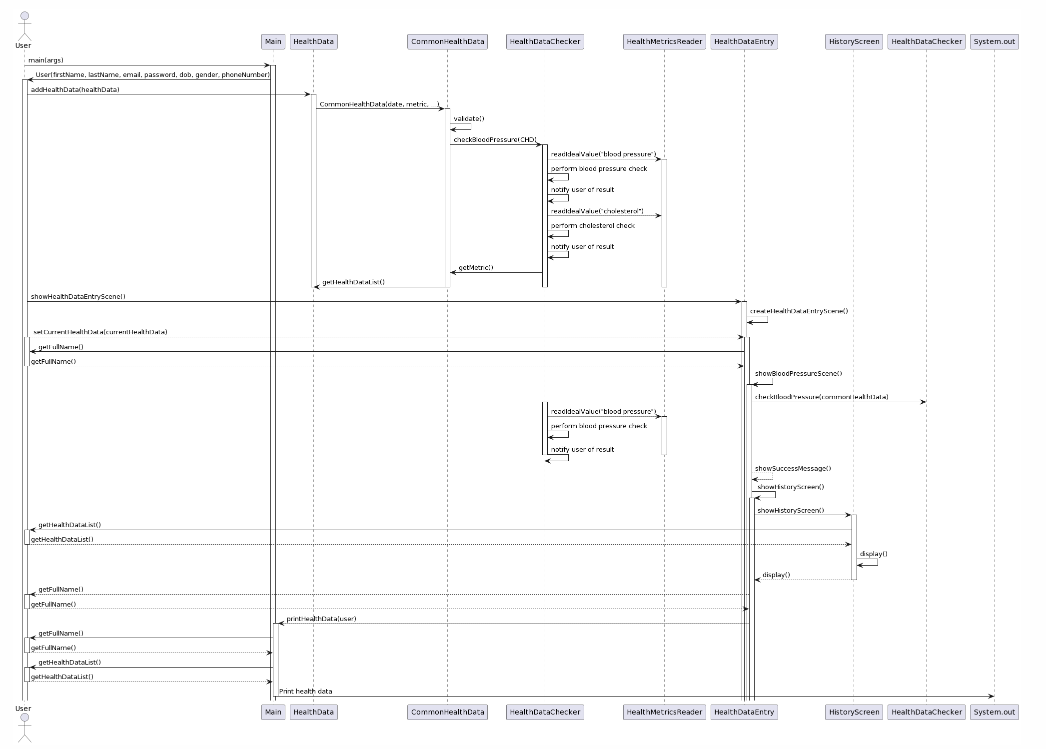 User
Main HealthData CommonHealthData HealthDataChecker HealthMetricsReader HealthDataEntry HistoryScreen HealthDataChecker System.out
main(args)
User(firstName, lastName, email, password, dob, gender, phoneNumber)
addHealthData(healthData)
CommonHealthData(date, metric, ...)
validate()
checkBloodPressure(CHD)
readIdealValue("blood pressure")
perform blood pressure check
notify user of result
readIdealValue("cholesterol")
perform cholesterol check
notify user of result
getMetric()
getHealthDataList()
showHealthDataEntryScene()
createHealthDataEntryScene()
setCurrentHealthData(currentHealthData)
getFullName()
getFullName()
showBloodPressureScene()
checkBloodPressure(commonHealthData)
readIdealValue("blood pressure")
perform blood pressure check
notify user of result
showSuccessMessage()
showHistoryScreen()
showHistoryScreen()
getHealthDataList()
getHealthDataList()
display()
display()
getFullName()
getFullName()
printHealthData(user)
getFullName()
getFullName()
getHealthDataList()
getHealthDataList()
Print health data
User Main HealthData CommonHealthData HealthDataChecker HealthMetricsReader HealthDataEntry HistoryScreen HealthDataChecker System.out